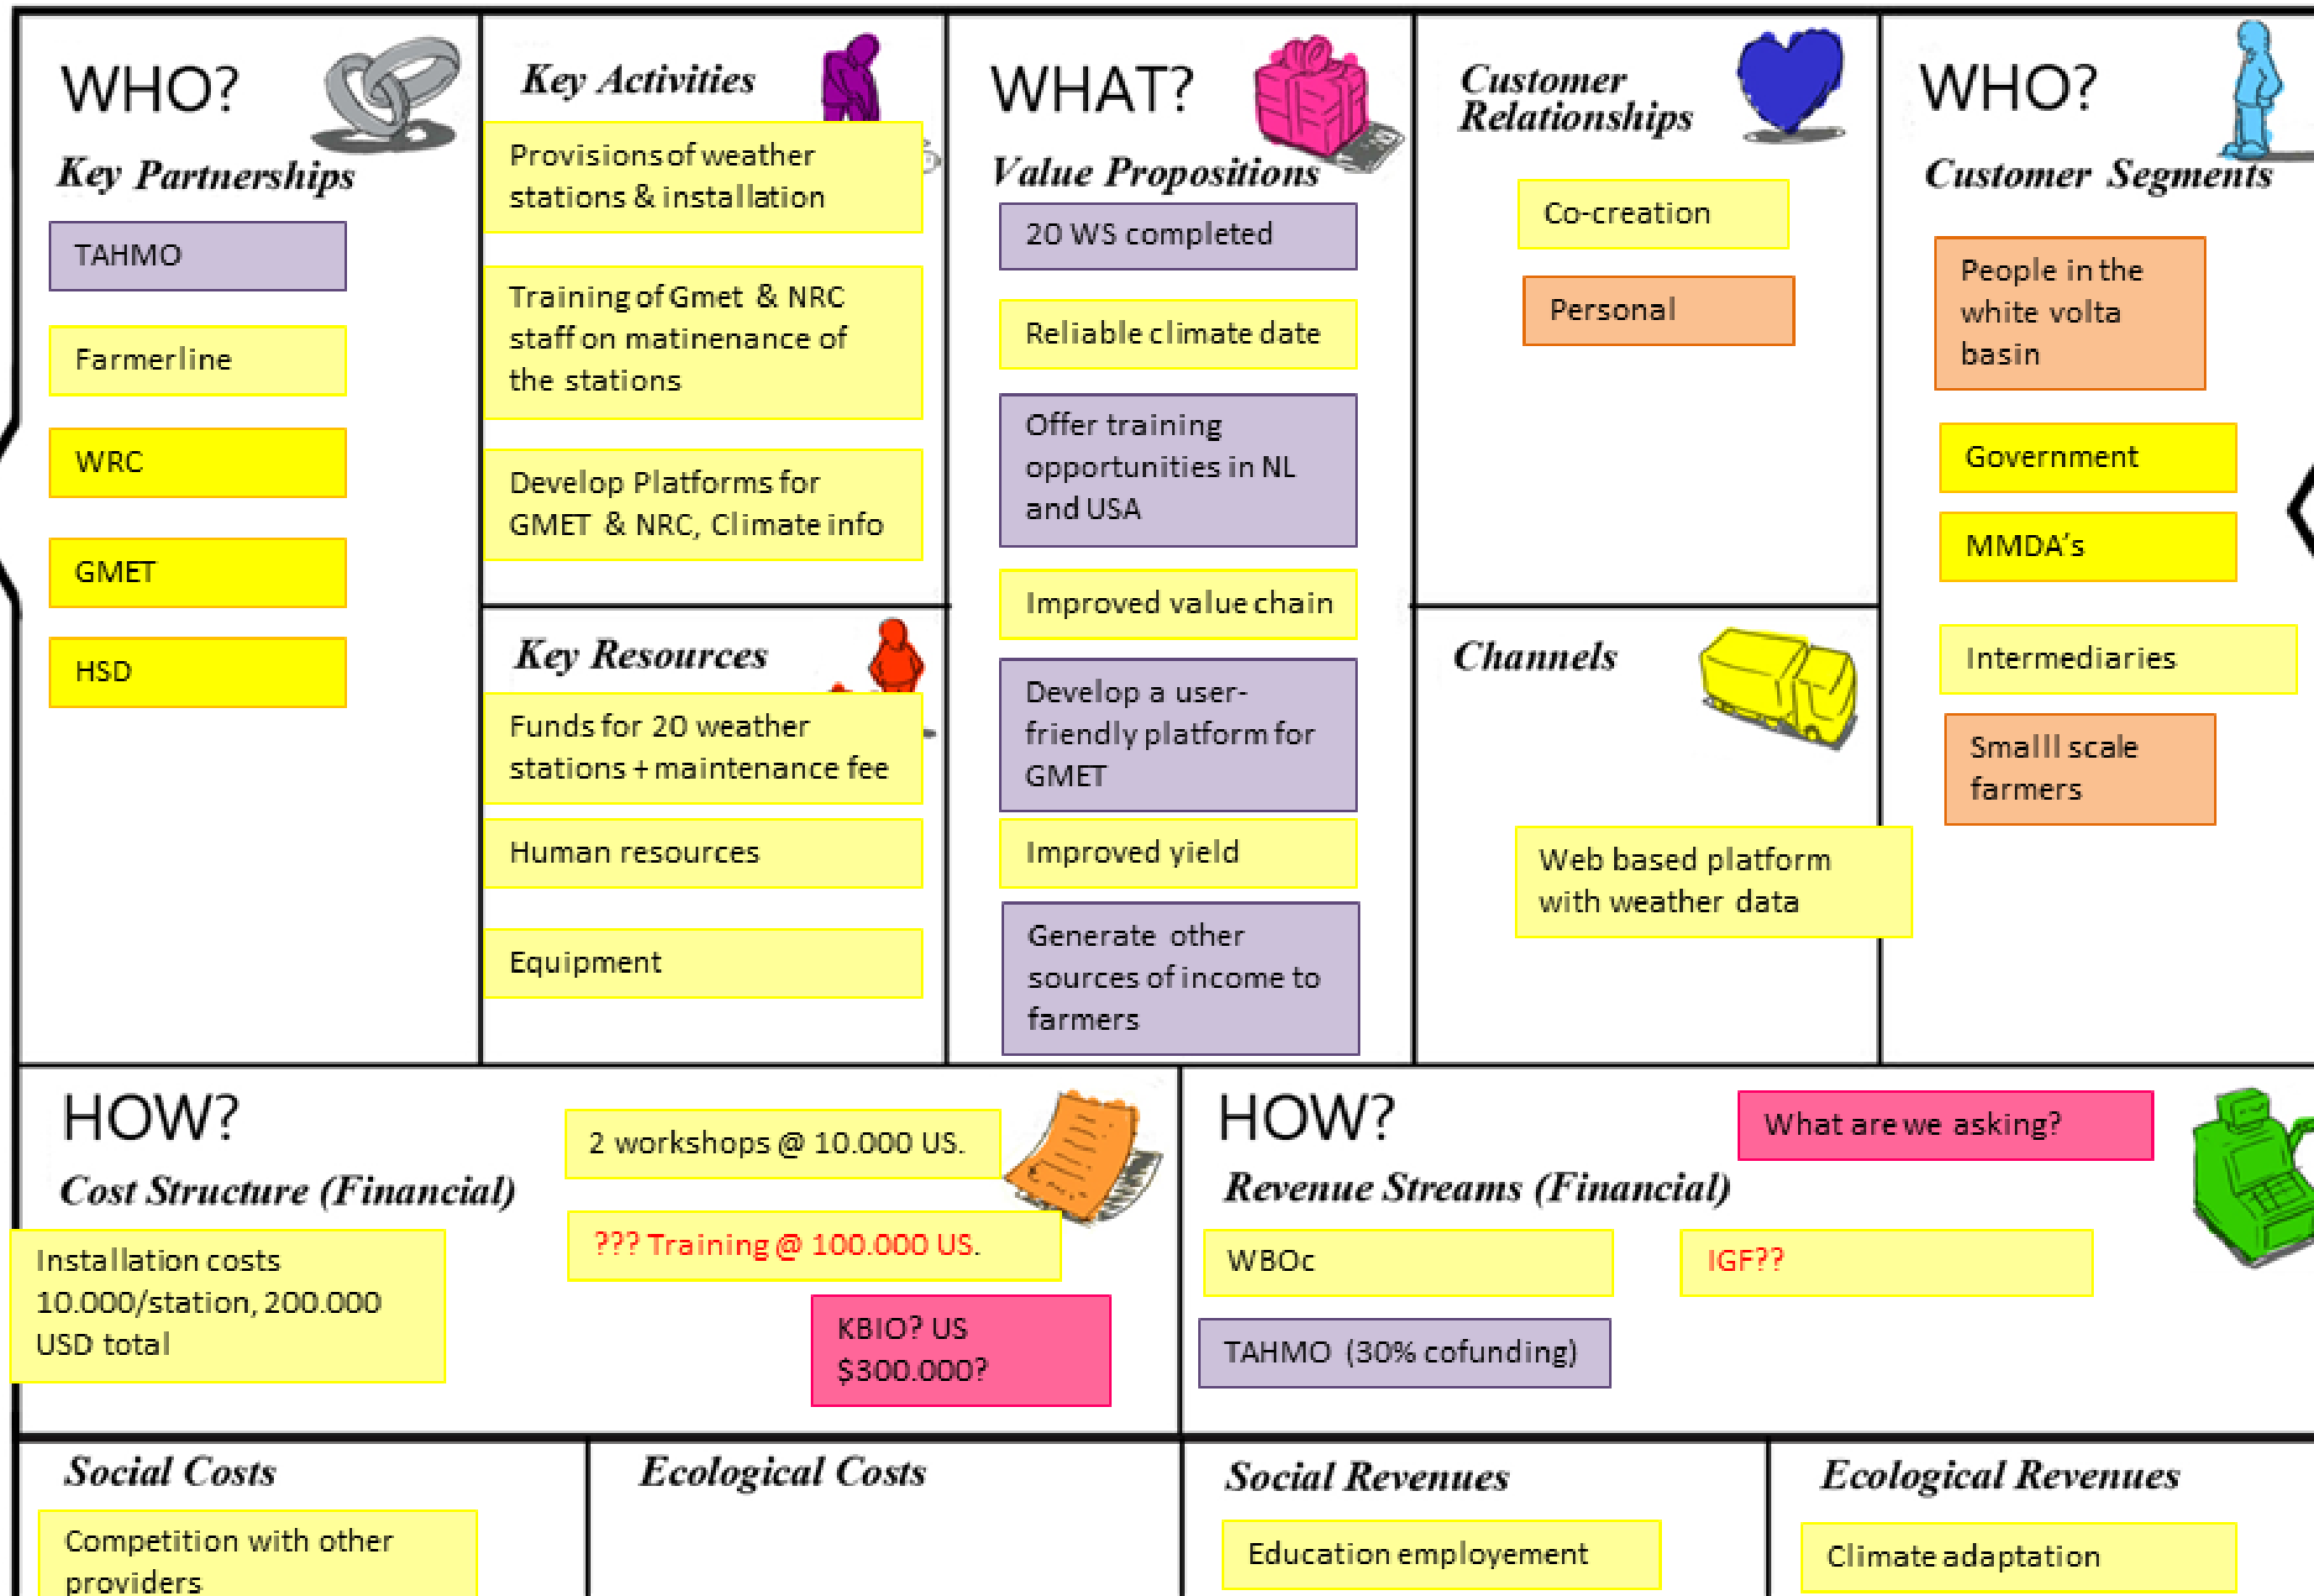 WHO?
Key Partnerships
TAHMO
Farmerline
WRC
GMET
HSD
Key Activities
Provisions of weather
stations & installation
Training of Gmet & NRC
staff on matinenance of
the stations
Develop Platforms for
GMET & NRC, Climate info
Key Resources
Funds for 20 weather
stations + maintenance fee
Human resources
Equipment
WHAT?
Value Propositions
20 WS completed
Reliable climate date
Offer training
opportunities in NL
and USA
Improved value chain
Develop a user-
friendly platform for
GMET
Improved yield
Generate other
sources of income to
farmers
Customer
Relationships
Co-creation
Personal
Channels
Web based platform
with weather data
WHO?
Customer Segments
People in the
white volta
basin
Government
MMDA's
Intermediaries
Smalll scale
farmers
HOW?
Cost Structure (Financial)
Installation costs
10.000/station, 200.000
USD total
2 workshops @ 10.000 US.
??? Training @ 100.000 US.
KBIO? US
$300.000?
HOW?
Revenue Streams (Financial)
What are we asking?
WBOc
IGF??
TAHMO (30% cofunding)
Social Costs
Competition with other
providers
Ecological Costs
Social Revenues
Education employement
Ecological Revenues
Climate adaptation